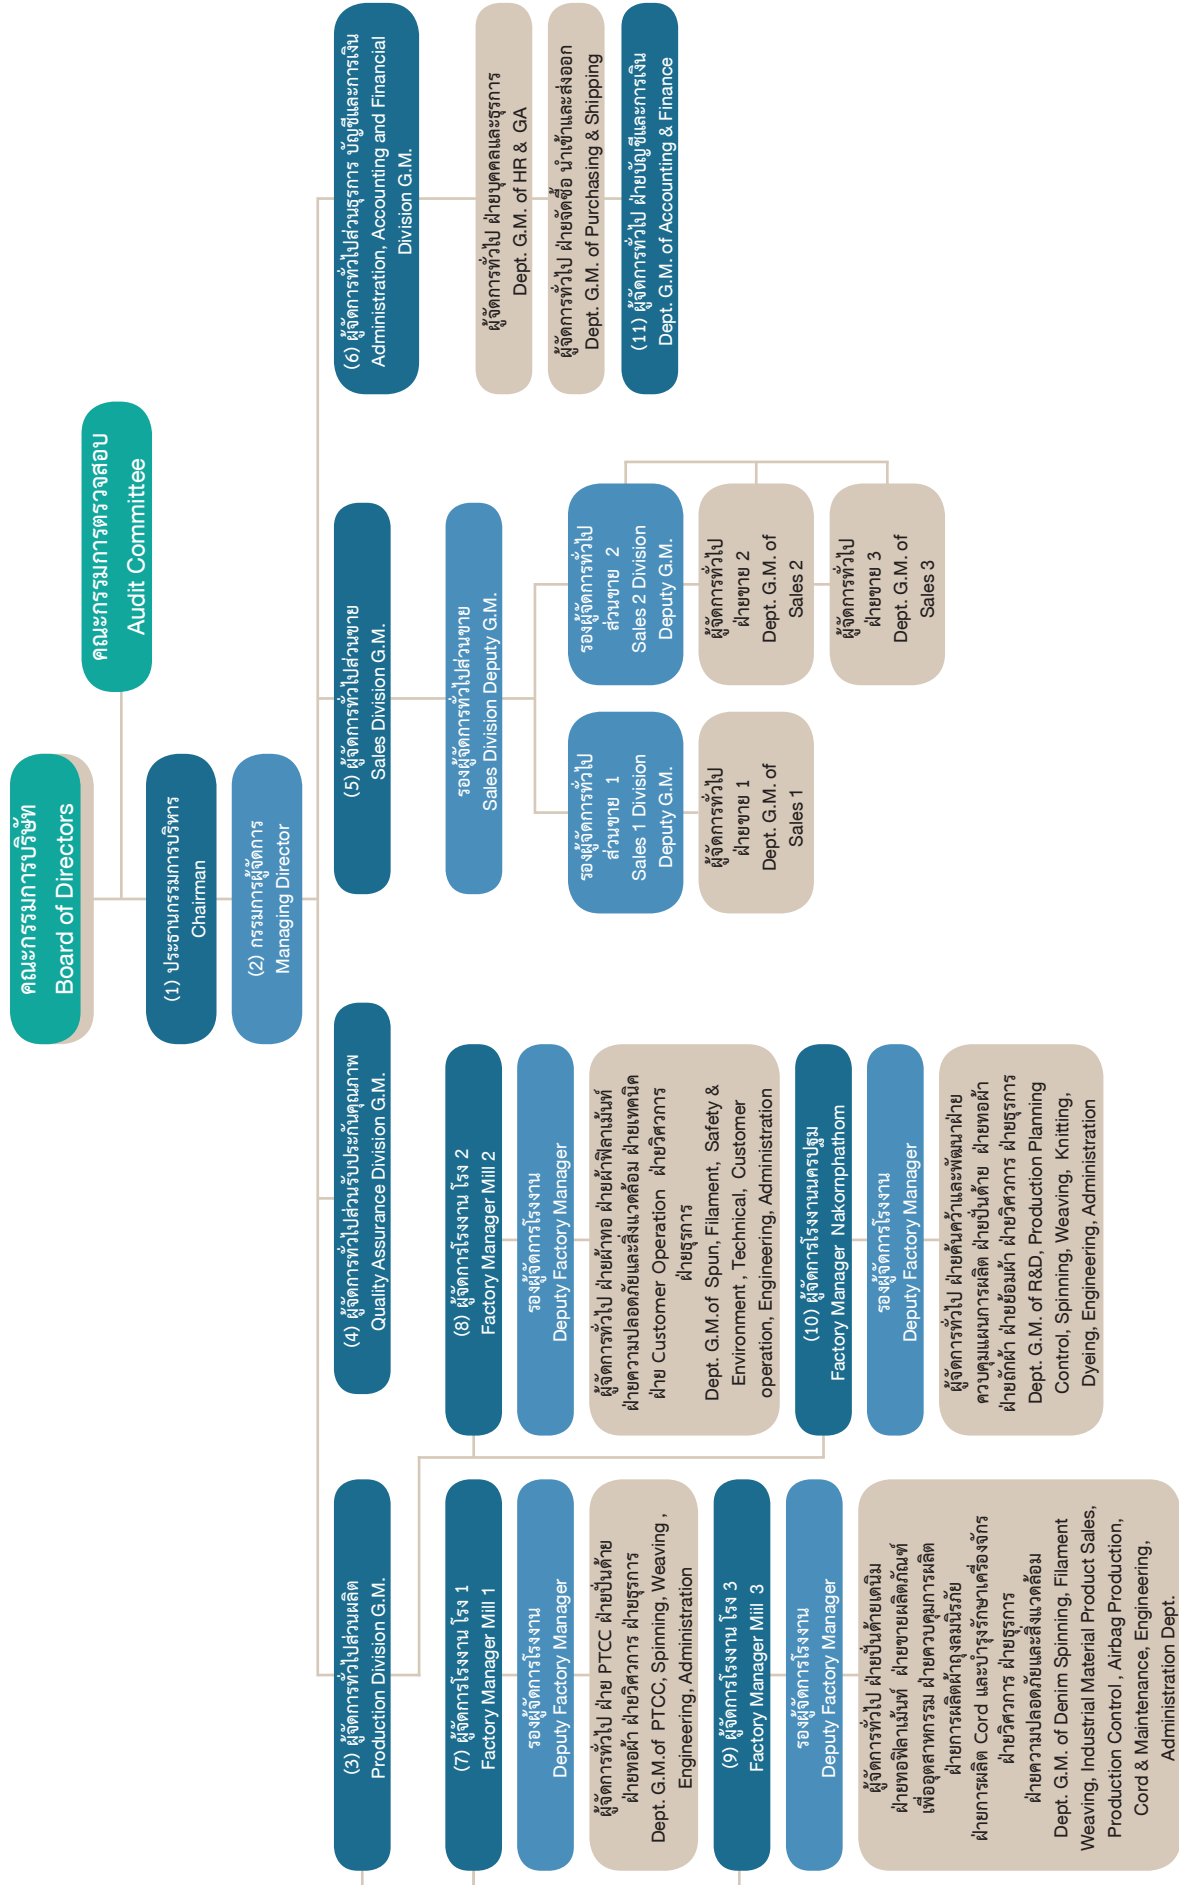 คณะกรรมการบริษัท
Board of Directors
คณะกรรมการตรวจสอบ
Audit Committee
(1) ประธานกรรมการบริหาร
Chairman
(2) กรรมการผู้จัดการ
Managing Director
(3) ผู้จัดการทั่วไปส่วนผลิต
Production Division G.M.
(4) ผู้จัดการทั่วไปส่วนรับประกันคุณภาพ
Quality Assurance Division G.M.
(5) ผู้จัดการทั่วไปส่วนขาย
Sales Division G.M.
(6) ผู้จัดการทั่วไปส่วนธุรการ บัญชีและการเงิน
Administration, Accounting and Financial
Division G.M.
(7) ผู้จัดการโรงงาน โรง 1
Factory Manager Mill 1
รองผู้จัดการโรงงาน
Deputy Factory Manager
ผู้จัดการทั่วไป ฝ่าย PTCC ฝ่ายปั่นด้าย
ฝ่ายทอผ้า ฝ่ายวิศวการ ฝ่ายธุรการ
Dept. G.M.of PTCC, Spinning, Weaving ,
Engineering, Administration
(9) ผู้จัดการโรงงาน โรง 3
Factory Manager Mill 3
รองผู้จัดการโรงงาน
Deputy Factory Manager
ผู้จัดการทั่วไป ฝ่ายปั่นด้ายเดนิม
ฝ่ายทอฟิลาเม้นท์ ฝ่ายขายผลิตภัณฑ์
เพื่ออุตสาหกรรม ฝ่ายควบคุมการผลิต
ฝ่ายการผลิตผ้าถุงลมนิรภัย
ฝ่ายการผลิต Cord และบำรุงรักษาเครื่องจักร
ฝ่ายวิศวการ ฝ่ายธุรการ
ฝ่ายความปลอดภัยและสิ่งแวดล้อม
Dept. G.M. of Denim Spinning, Filament
Weaving, Industrial Material Product Sales,
Production Control , Airbag Production,
Cord & Maintenance, Engineering,
Administration Dept.
(8) ผู้จัดการโรงงาน โรง 2
Factory Manager Mill 2
รองผู้จัดการโรงงาน
Deputy Factory Manager
ผู้จัดการทั่วไป ฝ่ายผ้าทอ ฝ่ายผ้าฟิลาเม้นท์
ฝ่ายความปลอดภัยและสิ่งแวดล้อม ฝ่ายเทคนิค
ฝ่าย Customer Operation ฝ่ายวิศวการ
ฝ่ายธุรการ
Dept. G.M.of Spun, Filament, Safety &
Environment , Technical, Customer
operation, Engineering, Administration
(10) ผู้จัดการโรงงานนครปฐม
Factory Manager Nakornphathom
รองผู้จัดการโรงงาน
Deputy Factory Manager
ผู้จัดการทั่วไป ฝ่ายค้นคว้าและพัฒนาฝ่าย
ควบคุมแผนการผลิต ฝ่ายปั่นด้าย ฝ่ายทอผ้า
ฝ่ายถักผ้า ฝ่ายย้อมผ้า ฝ่ายวิศวการ ฝ่ายธุรการ
Dept. G.M. of R&D, Production Planning
Control, Spinning, Weaving, Knitting,
Dyeing, Engineering, Administration
รองผู้จัดการทั่วไปส่วนขาย
Sales Division Deputy G.M.
รองผู้จัดการทั่วไป
ส่วนขาย 1
Sales 1 Division
Deputy G.M.
ผู้จัดการทั่วไป
ฝ่ายขาย 1
Dept. G.M. of
Sales 1
รองผู้จัดการทั่วไป
ส่วนขาย 2
Sales 2 Division
Deputy G.M.
ผู้จัดการทั่วไป
ฝ่ายขาย 2
Dept. G.M. of
Sales 2
ผู้จัดการทั่วไป
ฝ่ายขาย 3
Dept. G.M. of
Sales 3
ผู้จัดการทั่วไป ฝ่ายบุคคลและธุรการ
Dept. G.M. of HR & GA
ผู้จัดการทั่วไป ฝ่ายจัดซื้อ นำเข้าและส่งออก
Dept. G.M. of Purchasing & Shipping
(11) ผู้จัดการทั่วไป ฝ่ายบัญชีและการเงิน
Dept. G.M. of Accounting & Finance